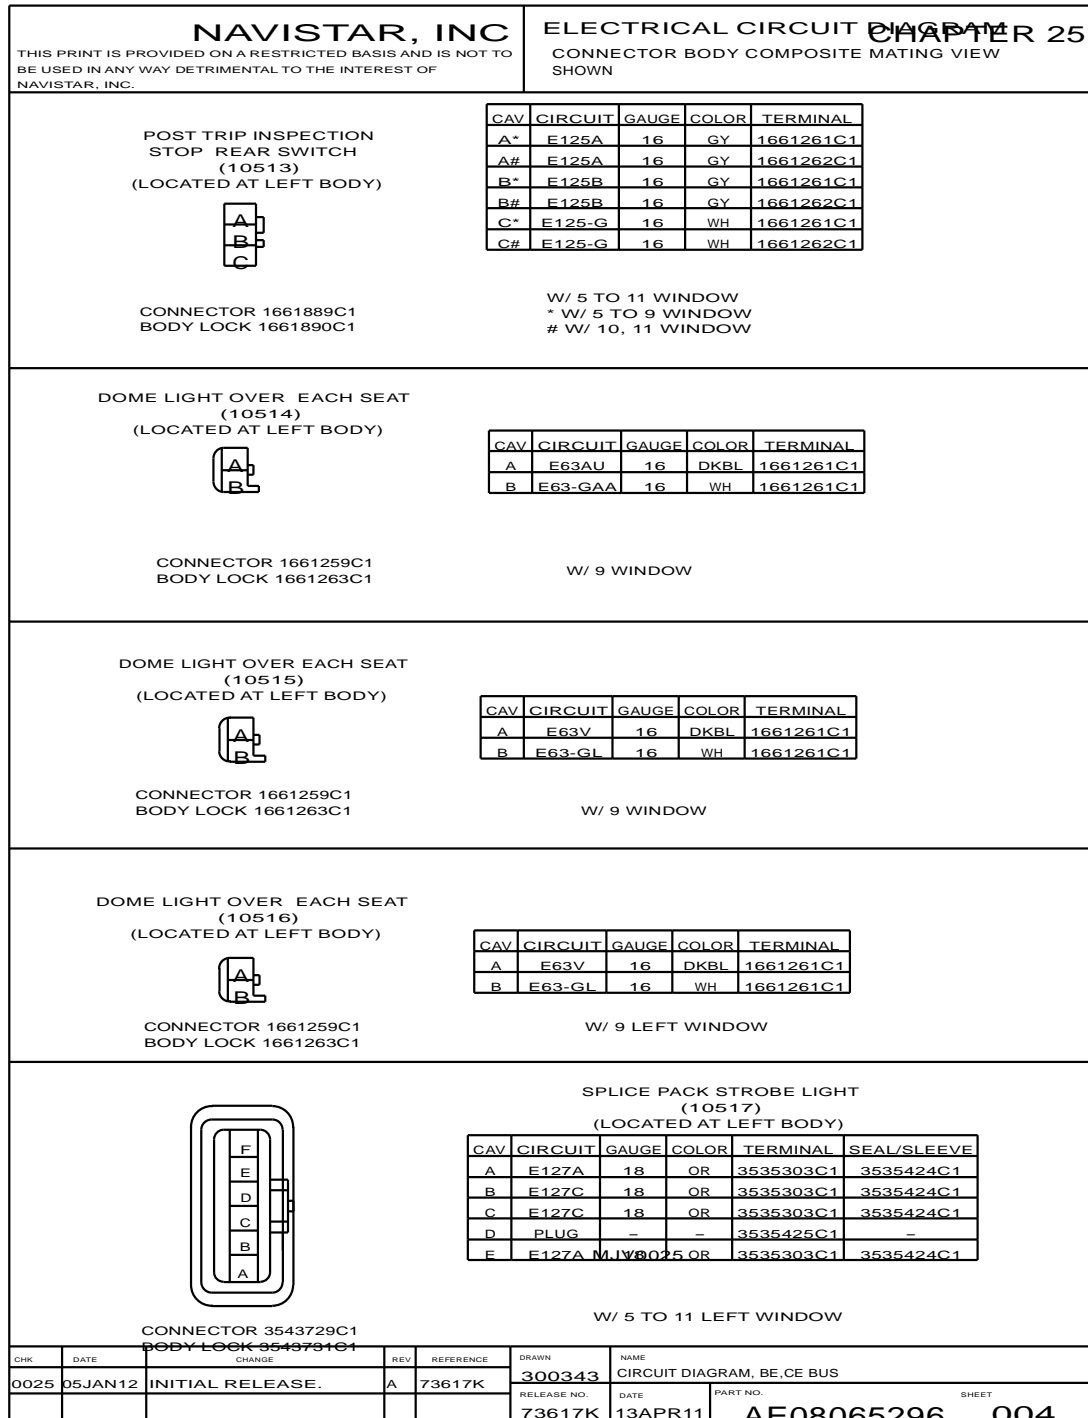 NAVISTAR, INC
THIS PRINT IS PROVIDED ON A RESTRICTED BASIS AND IS NOT TO
BE USED IN ANY WAY DETRIMENTAL TO THE INTEREST OF
NAVISTAR, INC.
ELECTRICAL CIRCUIT DIAGRAM
CHAPTER 25
CONNECTOR BODY COMPOSITE MATING VIEW
SHOWN
POST TRIP INSPECTION
STOP REAR SWITCH
(10513)
(LOCATED AT LEFT BODY)
A
B
C
CONNECTOR 1661889C1
BODY LOCK 1661890C1
CAV CIRCUIT GAUGE COLOR TERMINAL
A* E125A 16 GY 1661261C1
A# E125A 16 GY 1661262C1
B* E125B 16 GY 1661261C1
B# E125B 16 GY 1661262C1
C* E125-G 16 WH 1661261C1
C# E125-G 16 WH 1661262C1
W/ 5 TO 11 WINDOW
* W/ 5 TO 9 WINDOW
# W/ 10, 11 WINDOW
DOME LIGHT OVER EACH SEAT
(10514)
(LOCATED AT LEFT BODY)
A
B
CONNECTOR 1661259C1
BODY LOCK 1661263C1
CAV CIRCUIT GAUGE COLOR TERMINAL
A E63AU 16 DKBL 1661261C1
B E63-GAA 16 WH 1661261C1
W/ 9 WINDOW
DOME LIGHT OVER EACH SEAT
(10515)
(LOCATED AT LEFT BODY)
A
B
CONNECTOR 1661259C1
BODY LOCK 1661263C1
CAV CIRCUIT GAUGE COLOR TERMINAL
A E63V 16 DKBL 1661261C1
B E63-GL 16 WH 1661261C1
W/ 9 WINDOW
DOME LIGHT OVER EACH SEAT
(10516)
(LOCATED AT LEFT BODY)
A
B
CONNECTOR 1661259C1
BODY LOCK 1661263C1
CAV CIRCUIT GAUGE COLOR TERMINAL
A E63V 16 DKBL 1661261C1
B E63-GL 16 WH 1661261C1
W/ 9 LEFT WINDOW
F
E
D
C
B
A
CONNECTOR 3543729C1
BODY LOCK 3543731C1
SPLICE PACK STROBE LIGHT
(10517)
(LOCATED AT LEFT BODY)
CAV CIRCUIT GAUGE COLOR TERMINAL SEAL/SLEEVE
A E127A 18 OR 3535303C1 3535424C1
B E127C 18 OR 3535303C1 3535424C1
C E127C 18 OR 3535303C1 3535424C1
D PLUG – – 3535425C1 –
E E127A 18 OR 3535303C1 3535424C1
W/ 5 TO 11 LEFT WINDOW
CHK DATE CHANGE REV REFERENCE
0025 05JAN12 INITIAL RELEASE. A 73617K
DRAWN NAME
300343 CIRCUIT DIAGRAM, BE,CE BUS
RELEASE NO. DATE PART NO. SHEET
73617K 13APR11 AE08065296 004